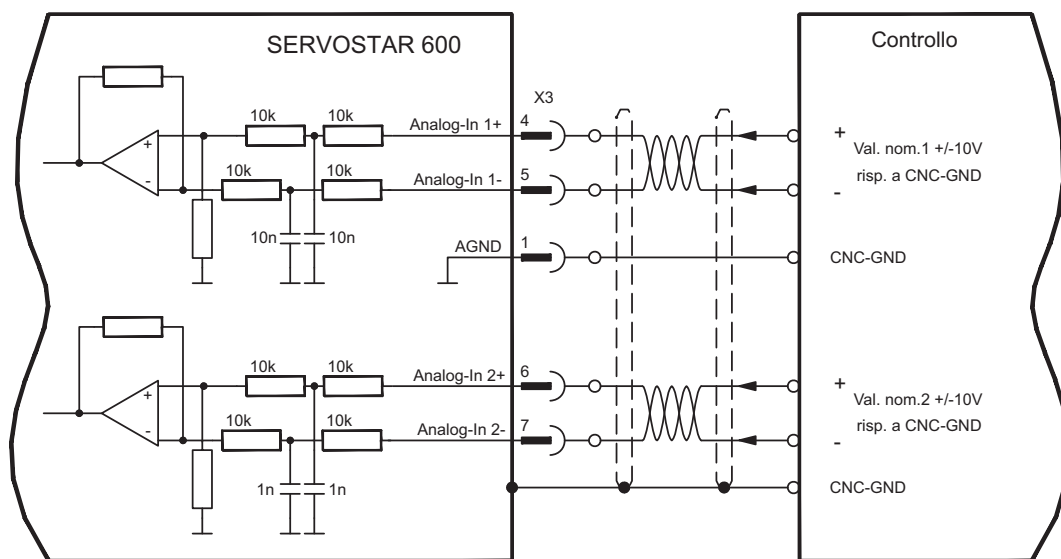 SERVOSTAR 600
Controllo
X3
10k 10k Analog-In 1+ 4
+
+
Val. nom.1 +/-10V
10k 10k Analog-In 1- 5
-
risp. a CNC-GND
-
10n 10n
AGND 1
CNC-GND
10k 10k Analog-In 2+ 6
+
+
Val. nom.2 +/-10V
10k 10k Analog-In 2- 7
-
risp. a CNC-GND
-
1n 1n
CNC-GND